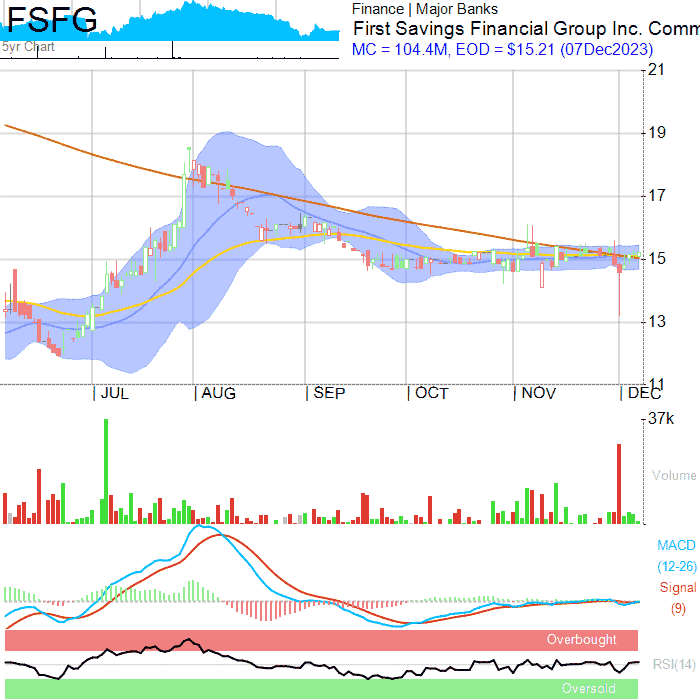 FSFG
5yr Chart
Finance | Major Banks
First Savings Financial Group Inc. Comm
MC = 104.4M, EOD = $15.21 (07Dec2023)
21
19
17
15
13
11
JUL
AUG
SEP
OCT
NOV
DEC
37k
Volume
MACD
(12-26)
Signal
(9)
Overbought
RSI(14)
Oversold